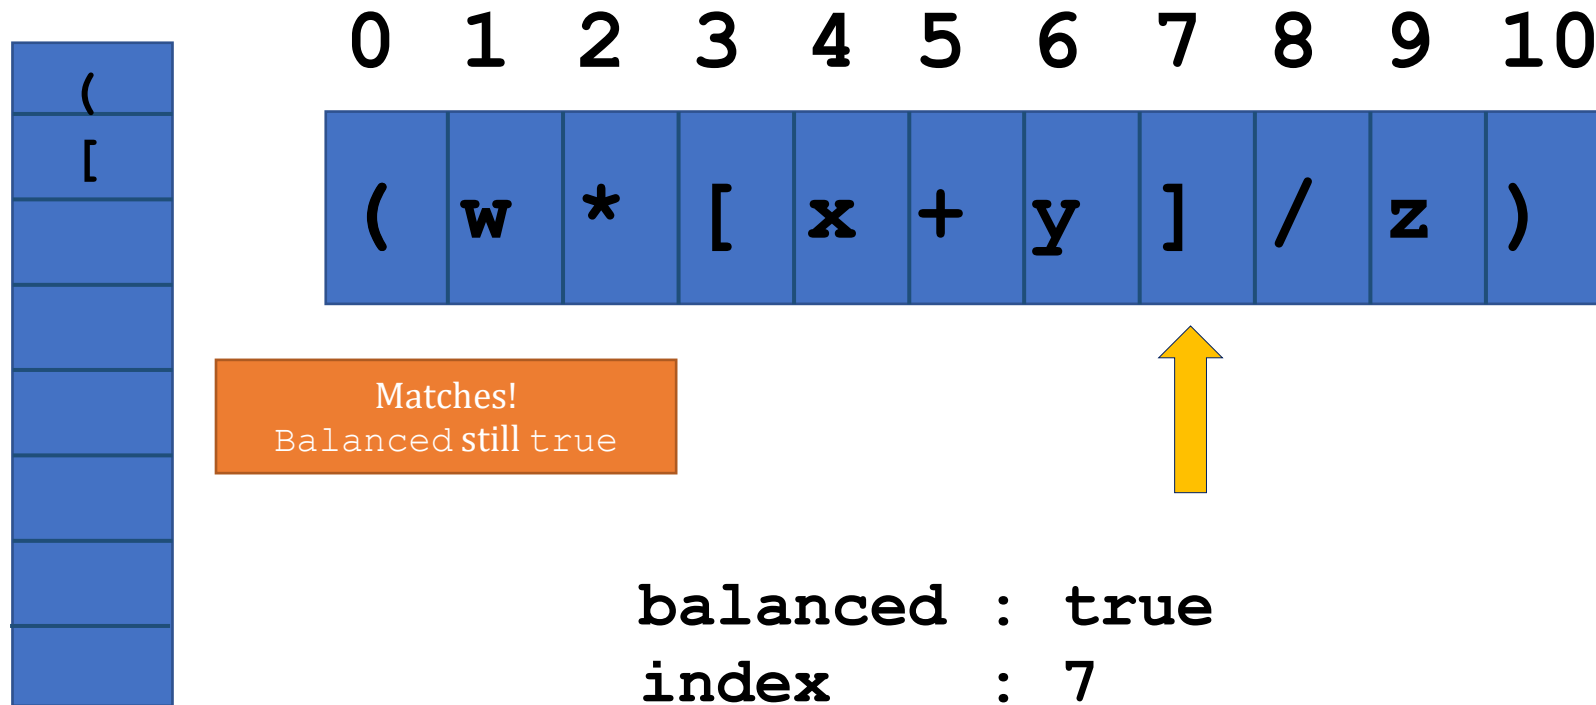 0 1 2 3 4 5 6 7 8 9 10
(
[
( w * [ x + y ] / z )
Matches!
Balanced still true
balanced : true
index : 7